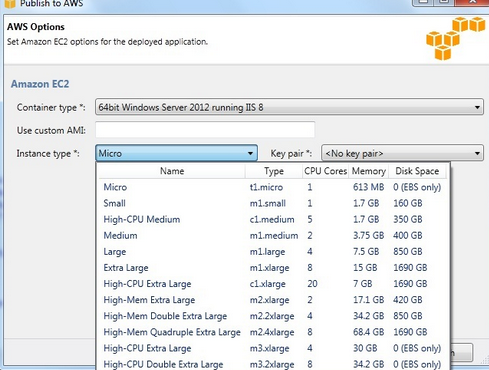 Publish to AWS
AWS Options
Set Amazon EC2 options for the deployed application.
Amazon EC2
Container type *: 64bit Windows Server 2012 running IIS 8
Use custom AMI:
Instance type *: Micro Key pair *: <No key pair>
Name Type CPU Cores Memory Disk Space
Micro t1.micro 1 613 MB 0 (EBS only)
Small m1.small 1 1.7 GB 160 GB
High-CPU Medium c1.medium 5 1.7 GB 350 GB
Medium m1.medium 2 3.75 GB 400 GB
Large m1.large 4 7.5 GB 850 GB
Extra Large m1.xlarge 8 15 GB 1690 GB
High-CPU Extra Large c1.xlarge 20 7 GB 1690 GB
High-Mem Extra Large m2.xlarge 2 17.1 GB 420 GB
High-Mem Double Extra Large m2.2xlarge 4 34.2 GB 850 GB
High-Mem Quadruple Extra Large m2.4xlarge 8 68.4 GB 1690 GB
High-CPU Extra Large m3.xlarge 4 30 GB 0 (EBS only)
High-CPU Double Extra Large m3.2xlarge 8 34.2 GB 0 (EBS only)